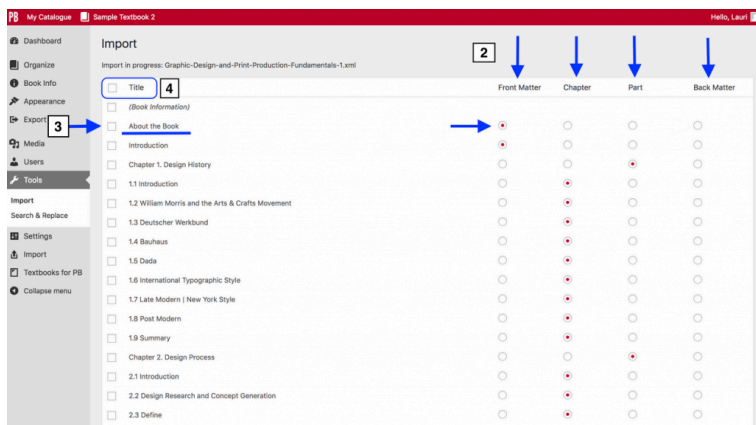 PB My Catalogue Sample Textbook 2 Hello, Lauri
Dashboard
Organize
Book Info
Appearance
Export
Media
Users
Tools
Import
Search & Replace
Settings
Import
Textbooks for PB
Collapse menu
Import
Import in progress: Graphic-Design-and-Print-Production-Fundamentals-1.xml
2
Title 4 Front Matter Chapter Part Back Matter
(Book Information)
3 About the Book
Introduction
Chapter 1. Design History
1.1 Introduction
1.2 William Morris and the Arts & Crafts Movement
1.3 Deutscher Werkbund
1.4 Bauhaus
1.5 Dada
1.6 International Typographic Style
1.7 Late Modern | New York Style
1.8 Post Modern
1.9 Summary
Chapter 2. Design Process
2.1 Introduction
2.2 Design Research and Concept Generation
2.3 Define